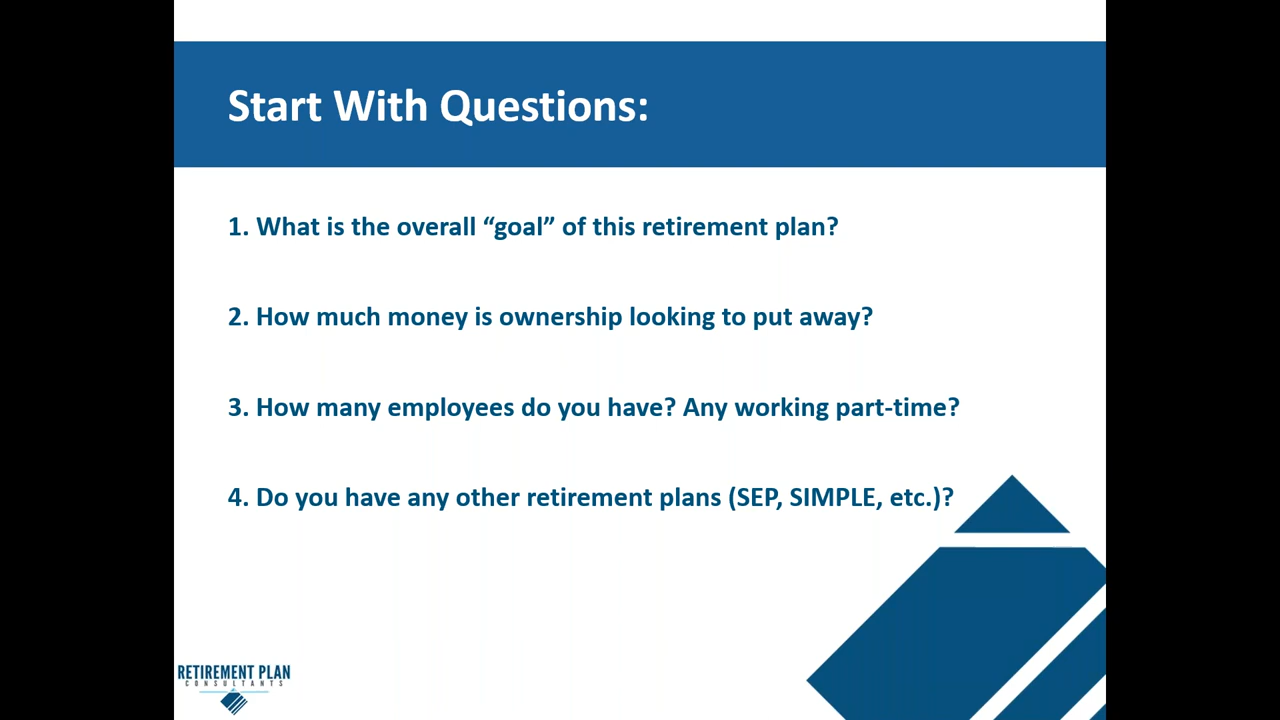 Start With Questions:
1. What is the overall “goal” of this retirement plan?
2. How much money is ownership looking to put away?
3. How many employees do you have? Any working part-time?
4. Do you have any other retirement plans (SEP, SIMPLE, etc.)?
RETIREMENT PLAN
CONSULTANTS